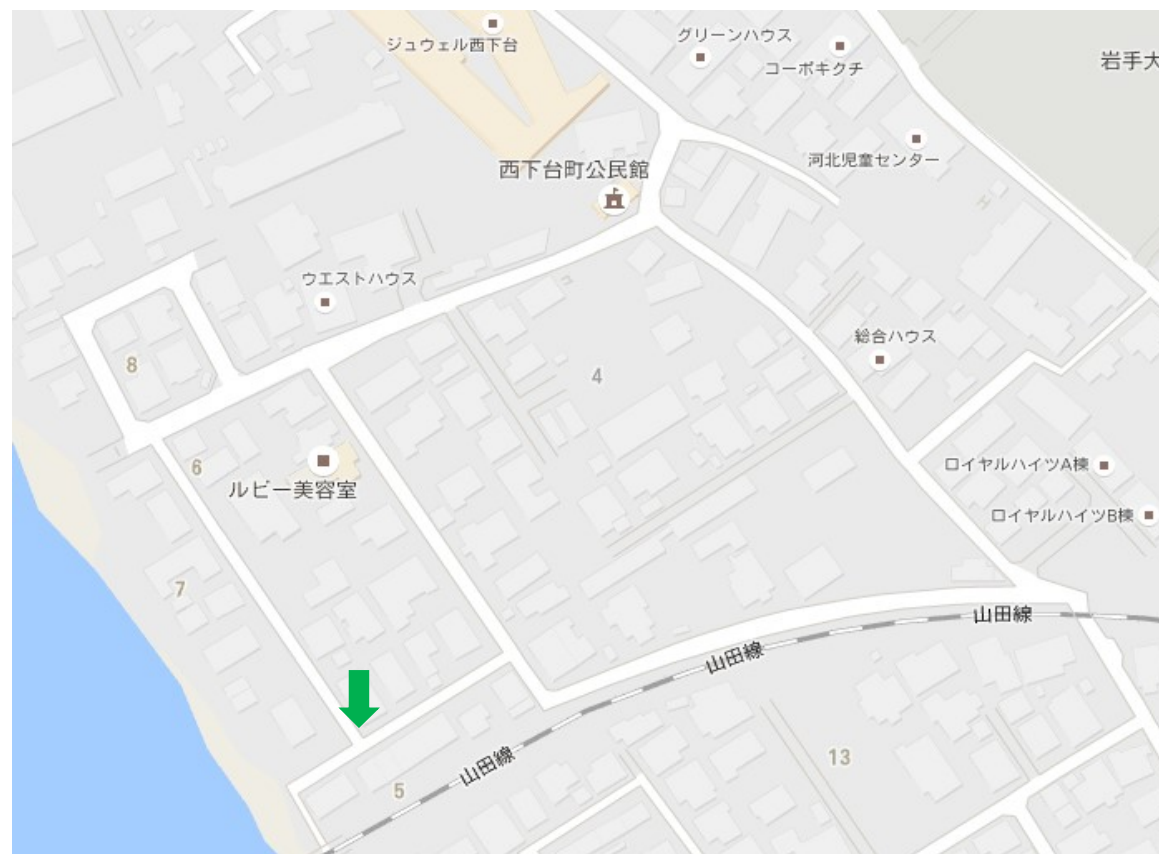 ジュウェル西下台
グリーンハウス
コーポキクチ
岩手大
河北児童センター
西下台町公民館
ウエストハウス
総合ハウス
8
4
6
ルビー美容室
ロイヤルハイツA棟
ロイヤルハイツB棟
7
山田線
山田線
山田線
13
5